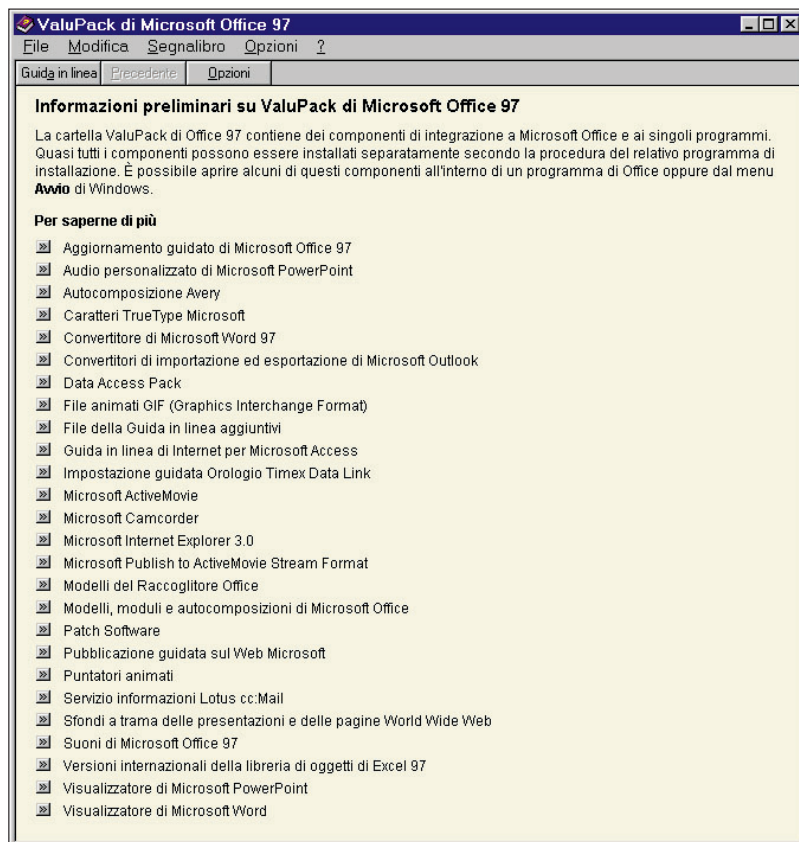 ValuPack di Microsoft Office 97
File Modifica Segnalibro Opzioni ?
Guida in linea Precedente Opzioni
Informazioni preliminari su ValuPack di Microsoft Office 97
La cartella ValuPack di Office 97 contiene dei componenti di integrazione a Microsoft Office e ai singoli programmi.
Quasi tutti i componenti possono essere installati separatamente secondo la procedura del relativo programma di
installazione. È possibile aprire alcuni di questi componenti all'interno di un programma di Office oppure dal menu
Avvio di Windows.
Per saperne di più
Aggiornamento guidato di Microsoft Office 97
Audio personalizzato di Microsoft PowerPoint
Autocomposizione Avery
Caratteri TrueType Microsoft
Convertitore di Microsoft Word 97
Convertitori di importazione ed esportazione di Microsoft Outlook
Data Access Pack
File animati GIF (Graphics Interchange Format)
File della Guida in linea aggiuntivi
Guida in linea di Internet per Microsoft Access
Impostazione guidata Orologio Timex Data Link
Microsoft ActiveMovie
Microsoft Camcorder
Microsoft Internet Explorer 3.0
Microsoft Publish to ActiveMovie Stream Format
Modelli del Raccoglitore Office
Modelli, moduli e autocomposizioni di Microsoft Office
Patch Software
Pubblicazione guidata sul Web Microsoft
Puntatori animati
Servizio informazioni Lotus cc:Mail
Sfondi a trama delle presentazioni e delle pagine World Wide Web
Suoni di Microsoft Office 97
Versioni internazionali della libreria di oggetti di Excel 97
Visualizzatore di Microsoft PowerPoint
Visualizzatore di Microsoft Word